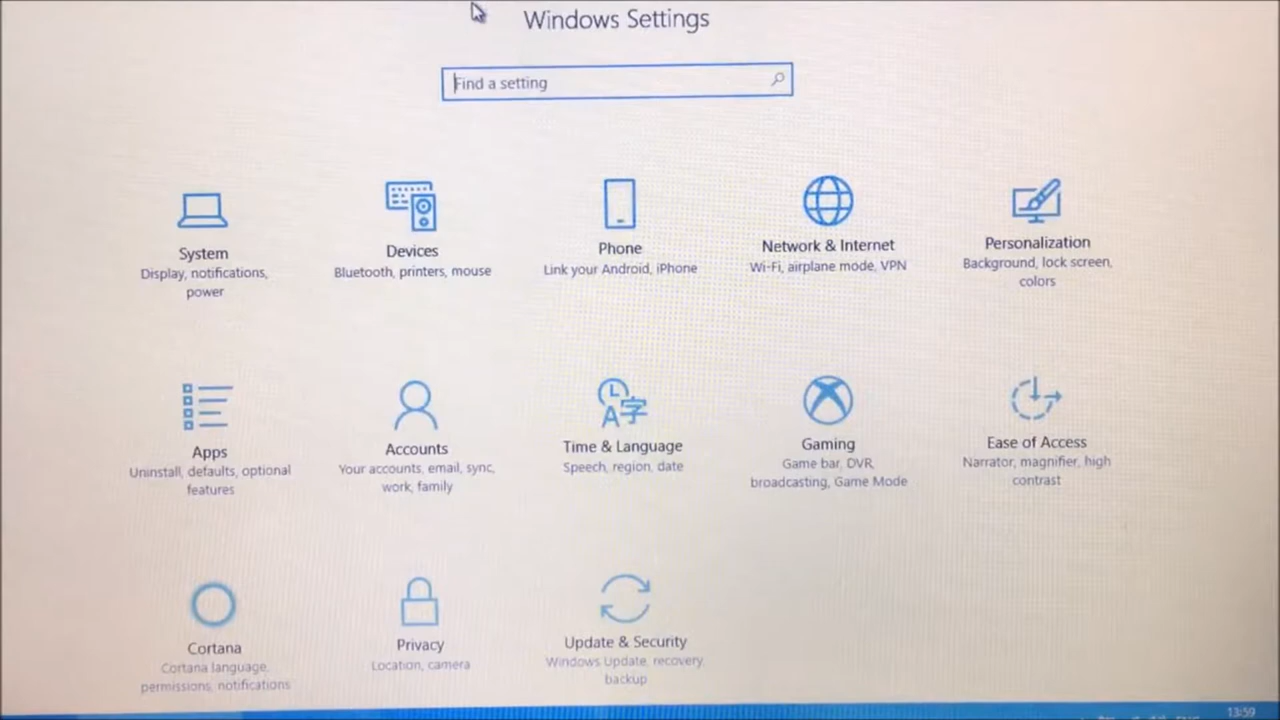 Windows Settings
Find a setting
System
Display, notifications,
power
Devices
Bluetooth, printers, mouse
Phone
Link your Android, iPhone
Network & Internet
Wi-Fi, airplane mode, VPN
Personalization
Background, lock screen,
colors
Apps
Uninstall, defaults, optional
features
Accounts
Your accounts, email, sync,
work, family
Time & Language
Speech, region, date
Gaming
Game bar, DVR,
broadcasting, Game Mode
Ease of Access
Narrator, magnifier, high
contrast
Cortana
Cortana language,
permissions, notifications
Privacy
Location, camera
Update & Security
Windows Update, recovery,
backup
13:59